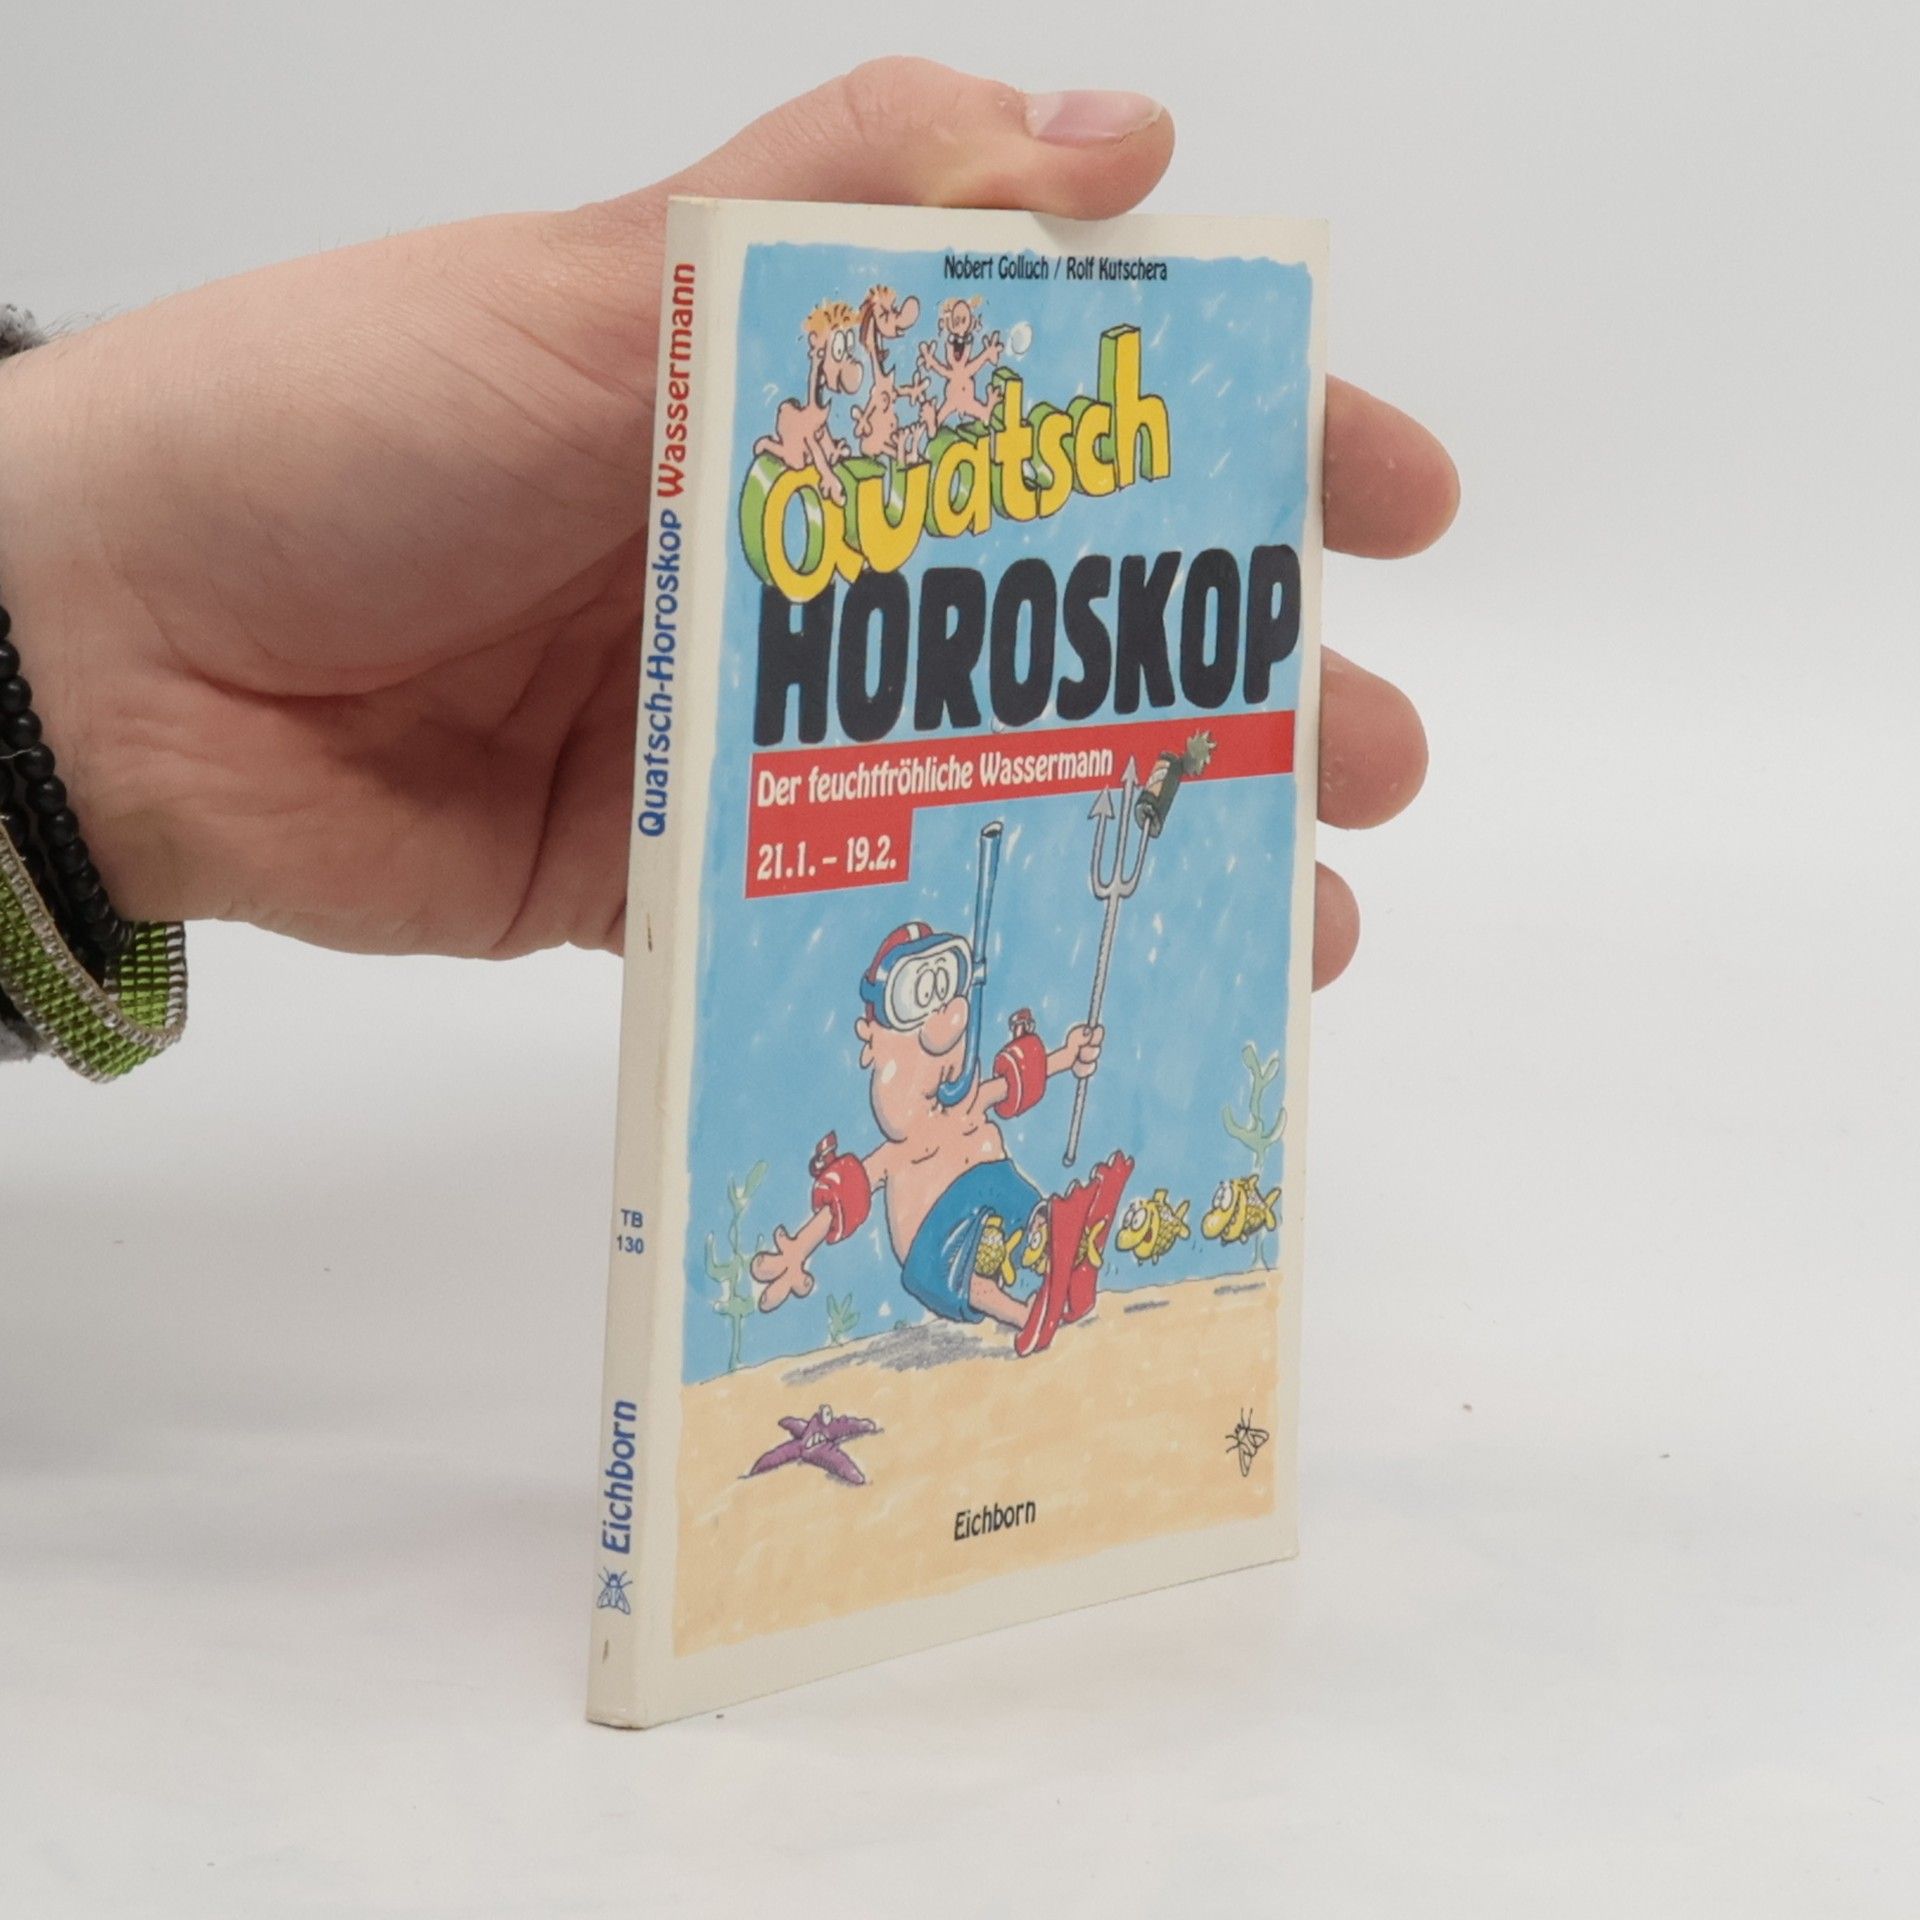 Nobert Golluch / Rolf Kutschera
Quatsch
HOROSKOP
Der feuchtfröhliche Wassermann
21.1. – 19.2.
Eichborn
Quatsch-Horoskop Wassermann
TB
130
Eichborn